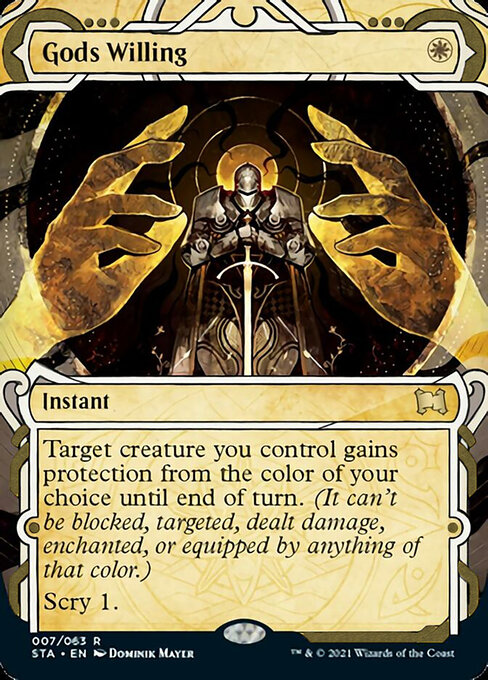 Gods Willing
Instant
Target creature you control gains
protection from the color of your
choice until end of turn. (It can't
be blocked, targeted, dealt damage,
enchanted, or equipped by anything of
that color.)
Scry 1.
007/063 R
STA • EN DOMINIK MAYER
™ & © 2021 Wizards of the Coast